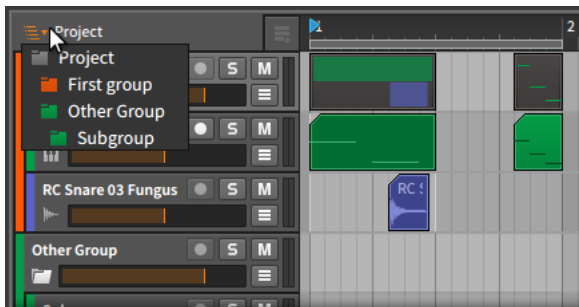 Project
1
2
Project
First group
S M
Other Group
Subgroup
S M
RC Snare 03 Fungus
S M
RC S
Other Group
S M